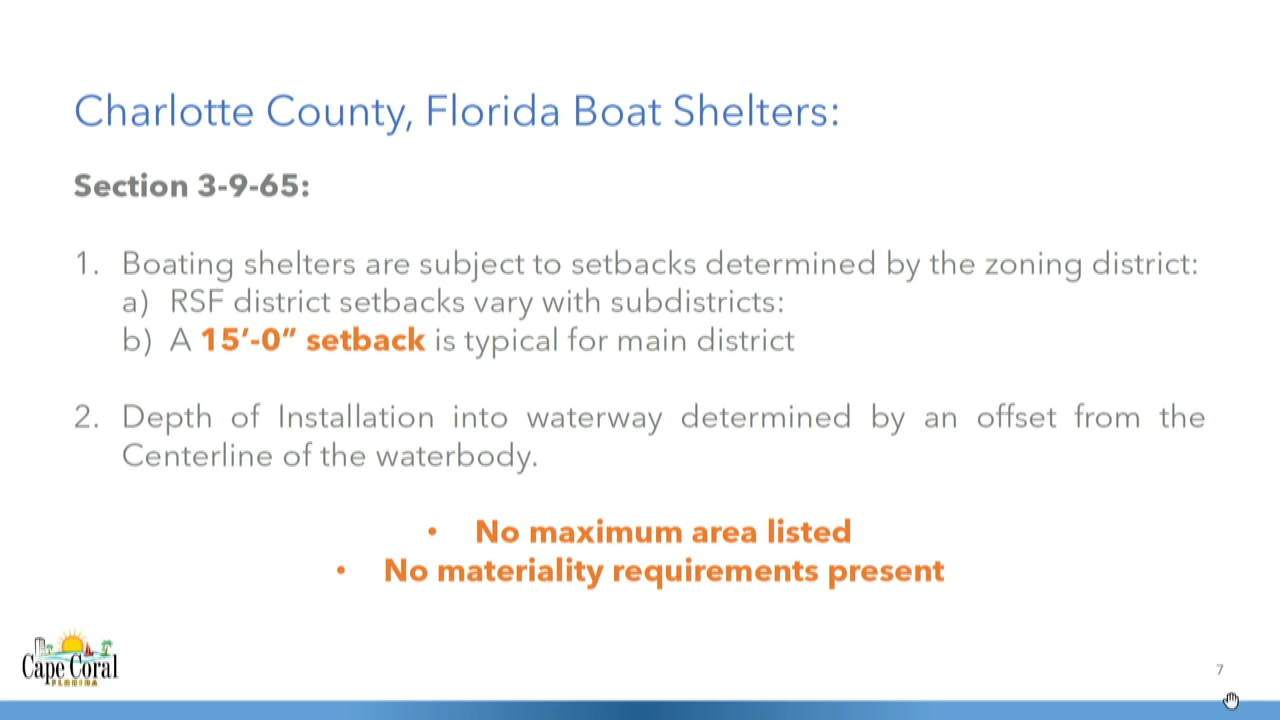 Charlotte County, Florida Boat Shelters:
Section 3-9-65:
1. Boating shelters are subject to setbacks determined by the zoning district:
a) RSF district setbacks vary with subdistricts:
b) A 15’-0” setback is typical for main district
2. Depth of Installation into waterway determined by an offset from the
Centerline of the waterbody.
• No maximum area listed
• No materiality requirements present
Cape Coral
FLORIDA
7